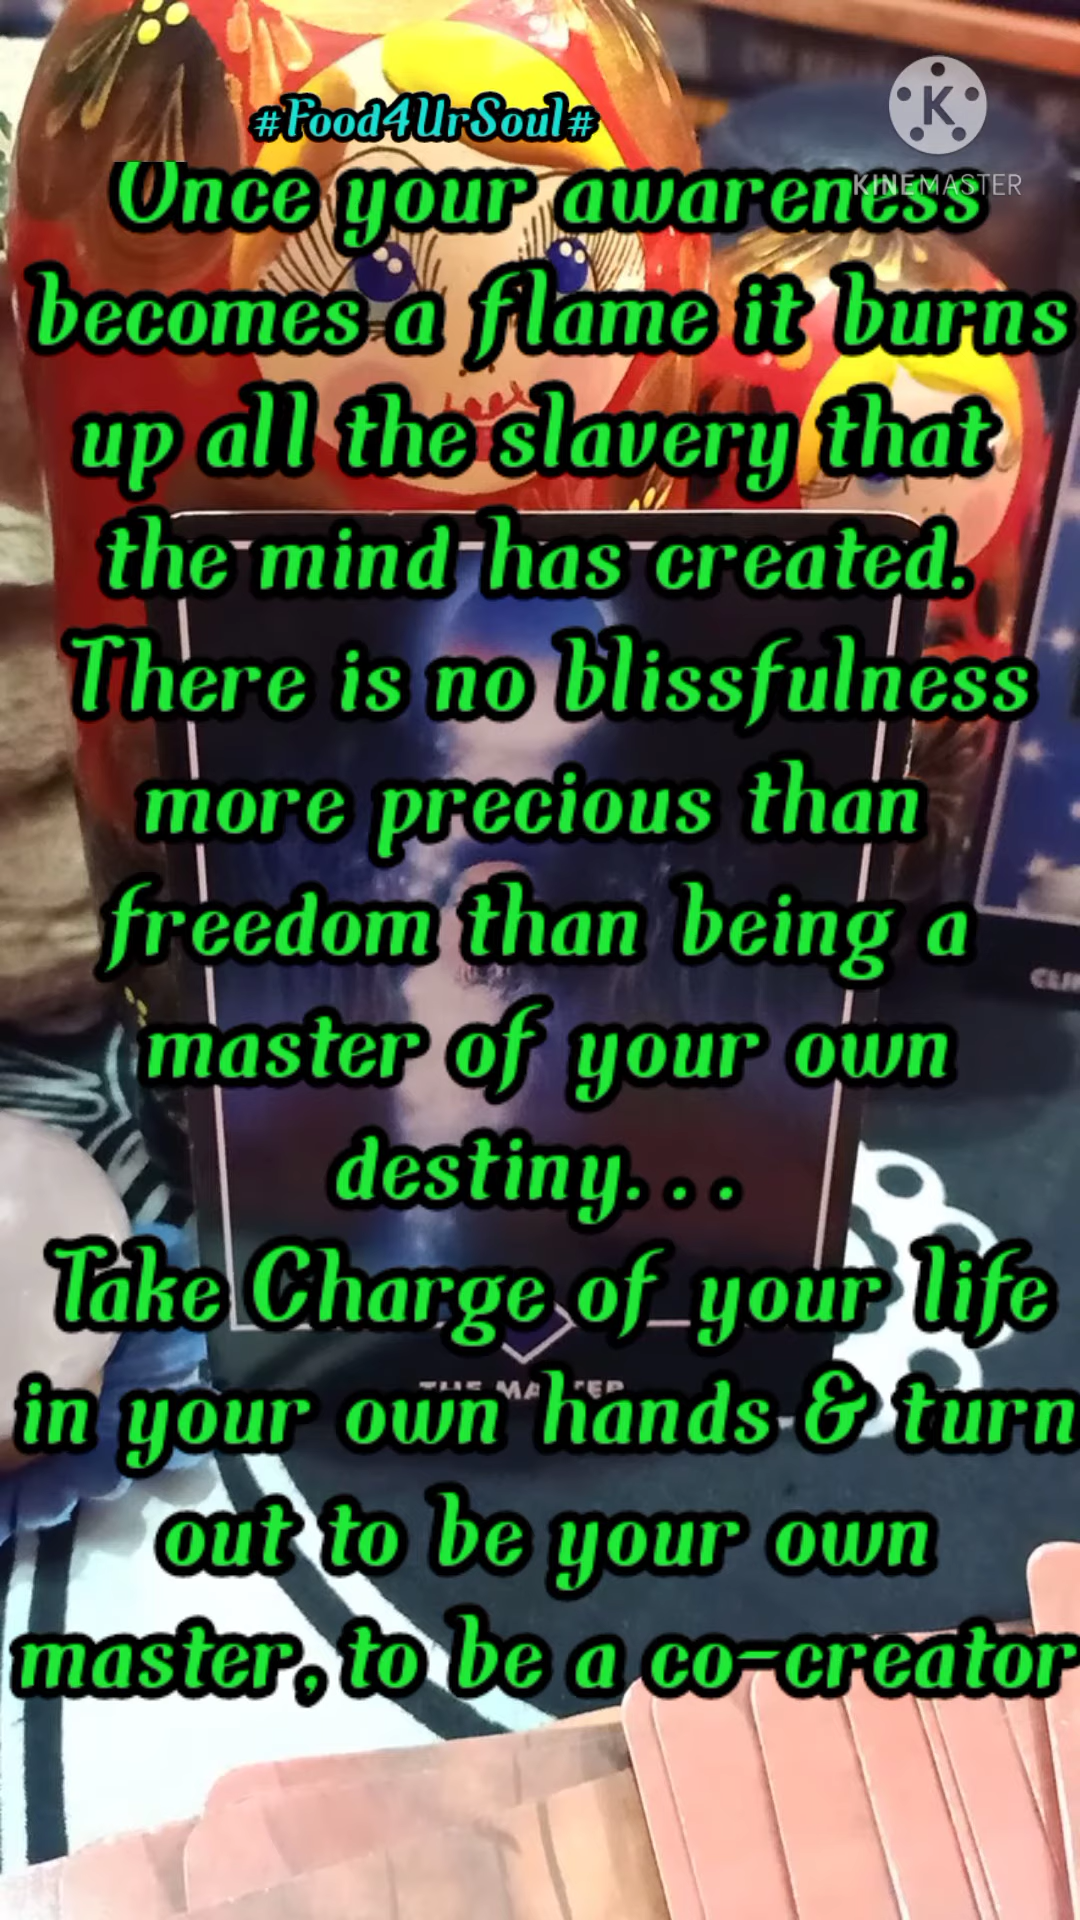 #Food4UrSoul#
KINEMASTER
Once your awareness
becomes a flame it burns
up all the slavery that
the mind has created.
There is no blissfulness
more precious than
freedom than being a
master of your own
destiny...
Take Charge of your life
THE MASTER
in your own hands & turn
out to be your own
master, to be a co-creator